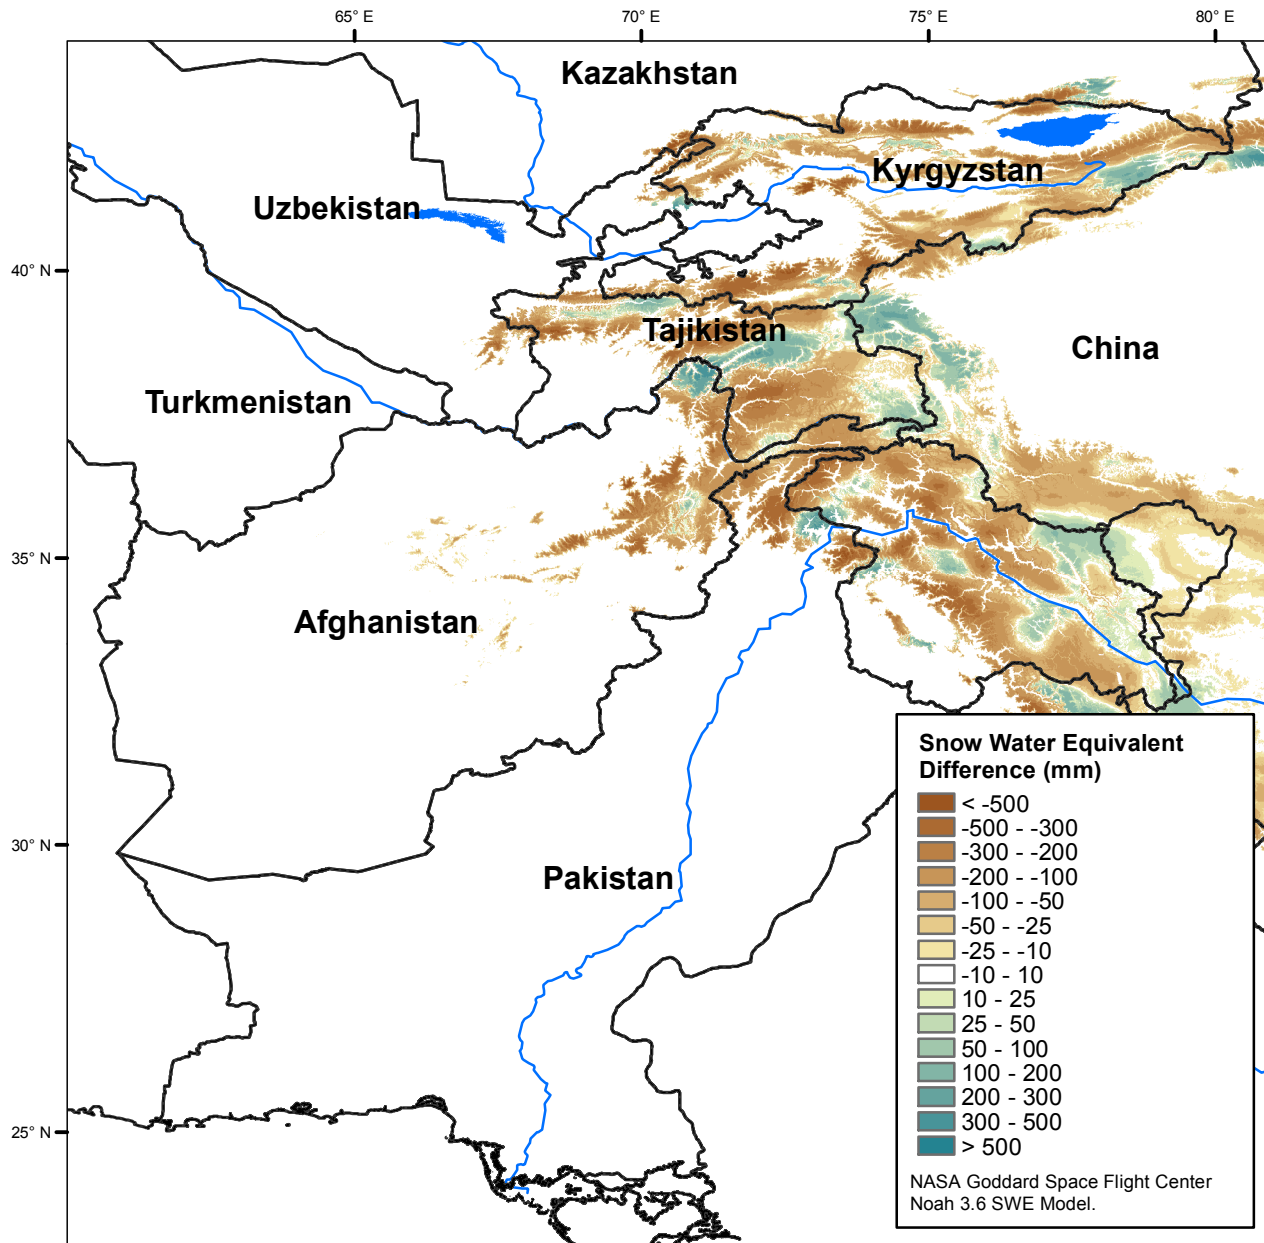 65° E
70° E
75° E
80° E
Kazakhstan
Kyrgyzstan
Uzbekistan
40° N
Tajikistan
China
Turkmenistan
35° N
Afghanistan
Snow Water Equivalent
Difference (mm)
< -500
-500 - -300
-300 - -200
-200 - -100
-100 - -50
-50 - -25
-25 - -10
-10 - 10
10 - 25
25 - 50
50 - 100
100 - 200
200 - 300
300 - 500
> 500
30° N
Pakistan
25° N
NASA Goddard Space Flight Center
Noah 3.6 SWE Model.